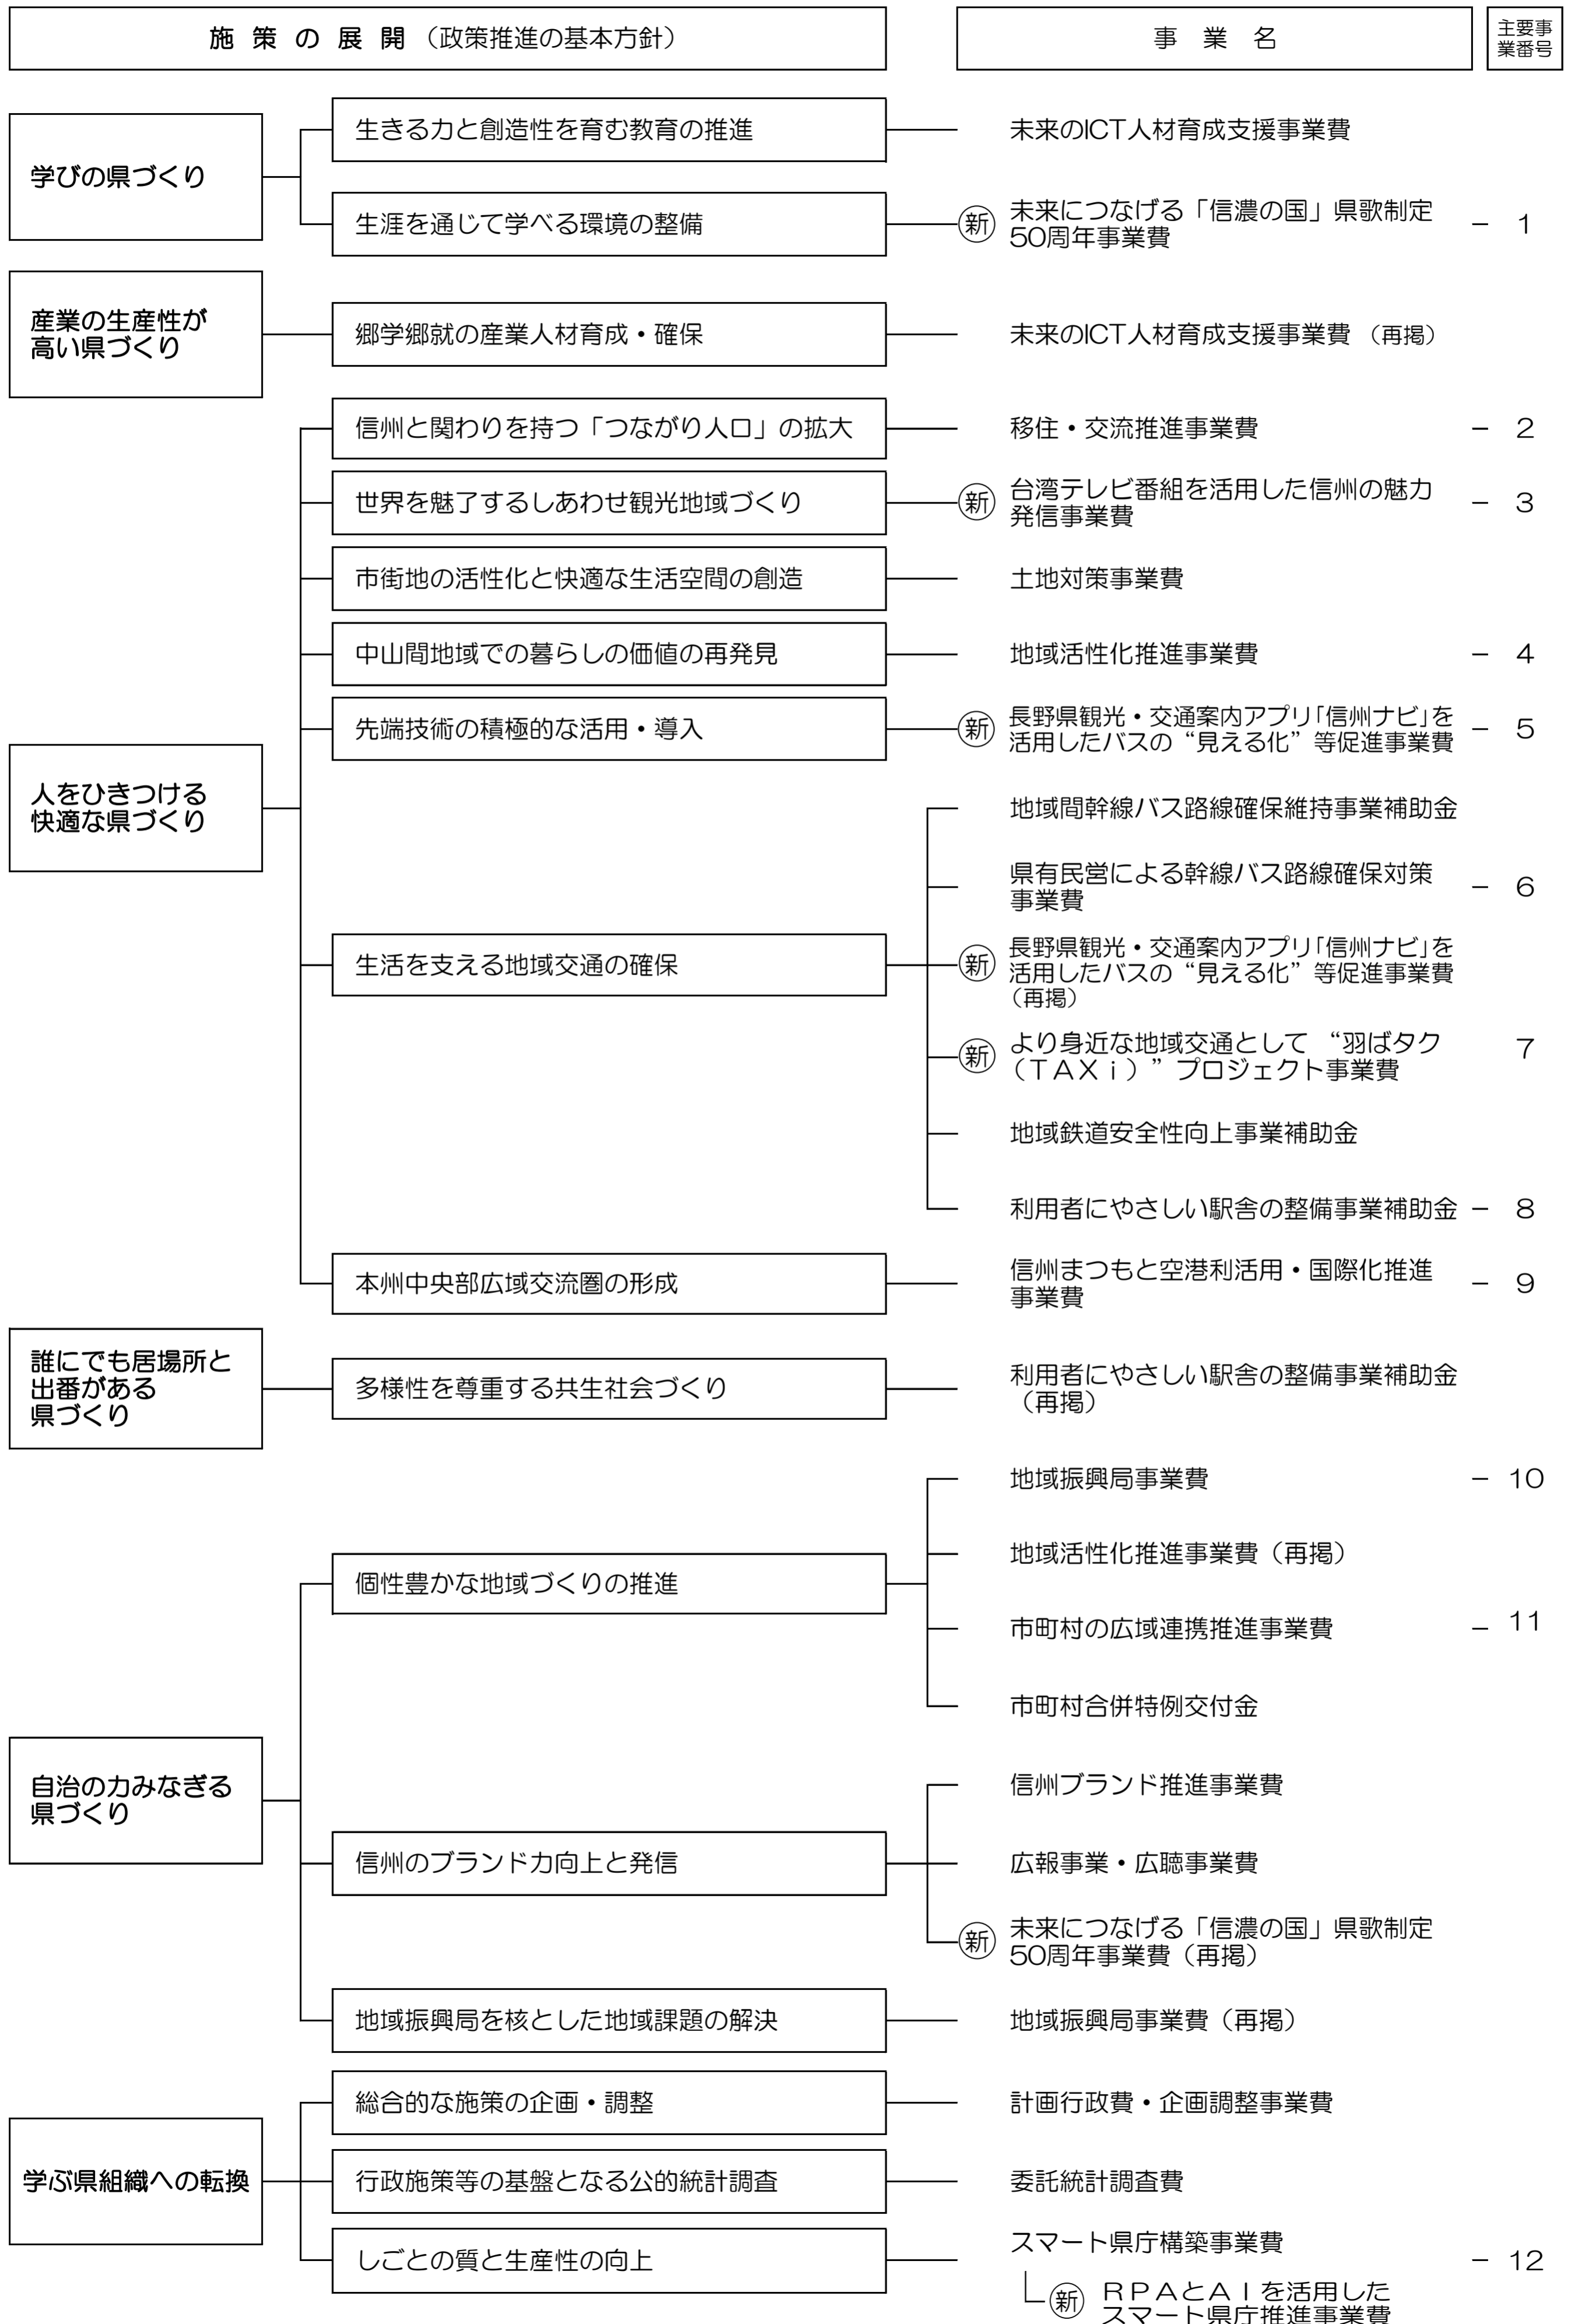 施 策 の 展 開（政策推進の基本方針）
事 業 名
主要事
業番号
学びの県づくり
生きる力と創造性を育む教育の推進
未来のICT人材育成支援事業費
生涯を通じて学べる環境の整備
新
未来につなげる「信濃の国」県歌制定
50周年事業費
－ 1
産業の生産性が
高い県づくり
郷学郷就の産業人材育成・確保
未来のICT人材育成支援事業費 （再掲）
人をひきつける
快適な県づくり
信州と関わりを持つ「つながり人口」の拡大
移住・交流推進事業費
－ 2
世界を魅了するしあわせ観光地域づくり
新
台湾テレビ番組を活用した信州の魅力
発信事業費
－ 3
市街地の活性化と快適な生活空間の創造
土地対策事業費
中山間地域での暮らしの価値の再発見
地域活性化推進事業費
－ 4
先端技術の積極的な活用・導入
新
長野県観光・交通案内アプリ「信州ナビ」を
活用したバスの“見える化”等促進事業費
－ 5
生活を支える地域交通の確保
地域間幹線バス路線確保維持事業補助金
県有民営による幹線バス路線確保対策
事業費
－ 6
新
長野県観光・交通案内アプリ「信州ナビ」を
活用したバスの“見える化”等促進事業費
（再掲）
新
より身近な地域交通として “羽ばタク
（ＴＡＸｉ）”プロジェクト事業費
7
地域鉄道安全性向上事業補助金
利用者にやさしい駅舎の整備事業補助金
－ 8
本州中央部広域交流圏の形成
信州まつもと空港利活用・国際化推進
事業費
－ 9
誰にでも居場所と
出番がある
県づくり
多様性を尊重する共生社会づくり
利用者にやさしい駅舎の整備事業補助金
（再掲）
自治の力みなぎる
県づくり
個性豊かな地域づくりの推進
地域振興局事業費
－ 10
地域活性化推進事業費（再掲）
市町村の広域連携推進事業費
－ 11
市町村合併特例交付金
信州のブランド力向上と発信
信州ブランド推進事業費
広報事業・広聴事業費
新
未来につなげる「信濃の国」県歌制定
50周年事業費（再掲）
地域振興局を核とした地域課題の解決
地域振興局事業費（再掲）
学ぶ県組織への転換
総合的な施策の企画・調整
計画行政費・企画調整事業費
行政施策等の基盤となる公的統計調査
委託統計調査費
しごとの質と生産性の向上
スマート県庁構築事業費
－ 12
新
ＲＰＡとＡＩを活用した
スマート県庁推進事業費